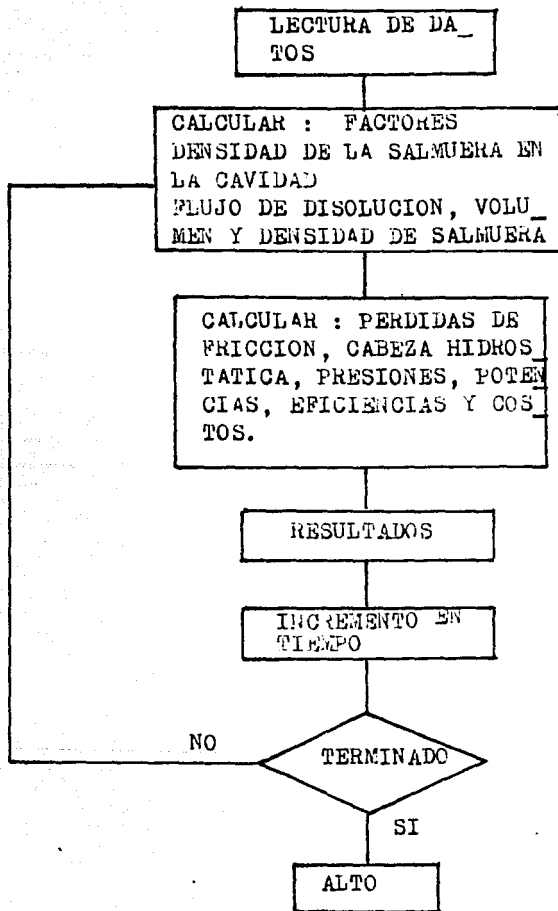 LECTURA DE DA_
TOS
CALCULAR : FACTORES
DENSIDAD DE LA SALMUERA EN
LA CAVIDAD
FLUJO DE DISOLUCION, VOLU_
MEN Y DENSIDAD DE SALMUERA
CALCULAR : PERDIDAS DE
FRICCION, CABEZA HIDROS_
TATICA, PRESIONES, POTEN_
CIAS, EFICIENCIAS Y COS_
TOS.
RESULTADOS
INCREMENTO EN
TIEMPO
NO
TERMINADO
SI
ALTO